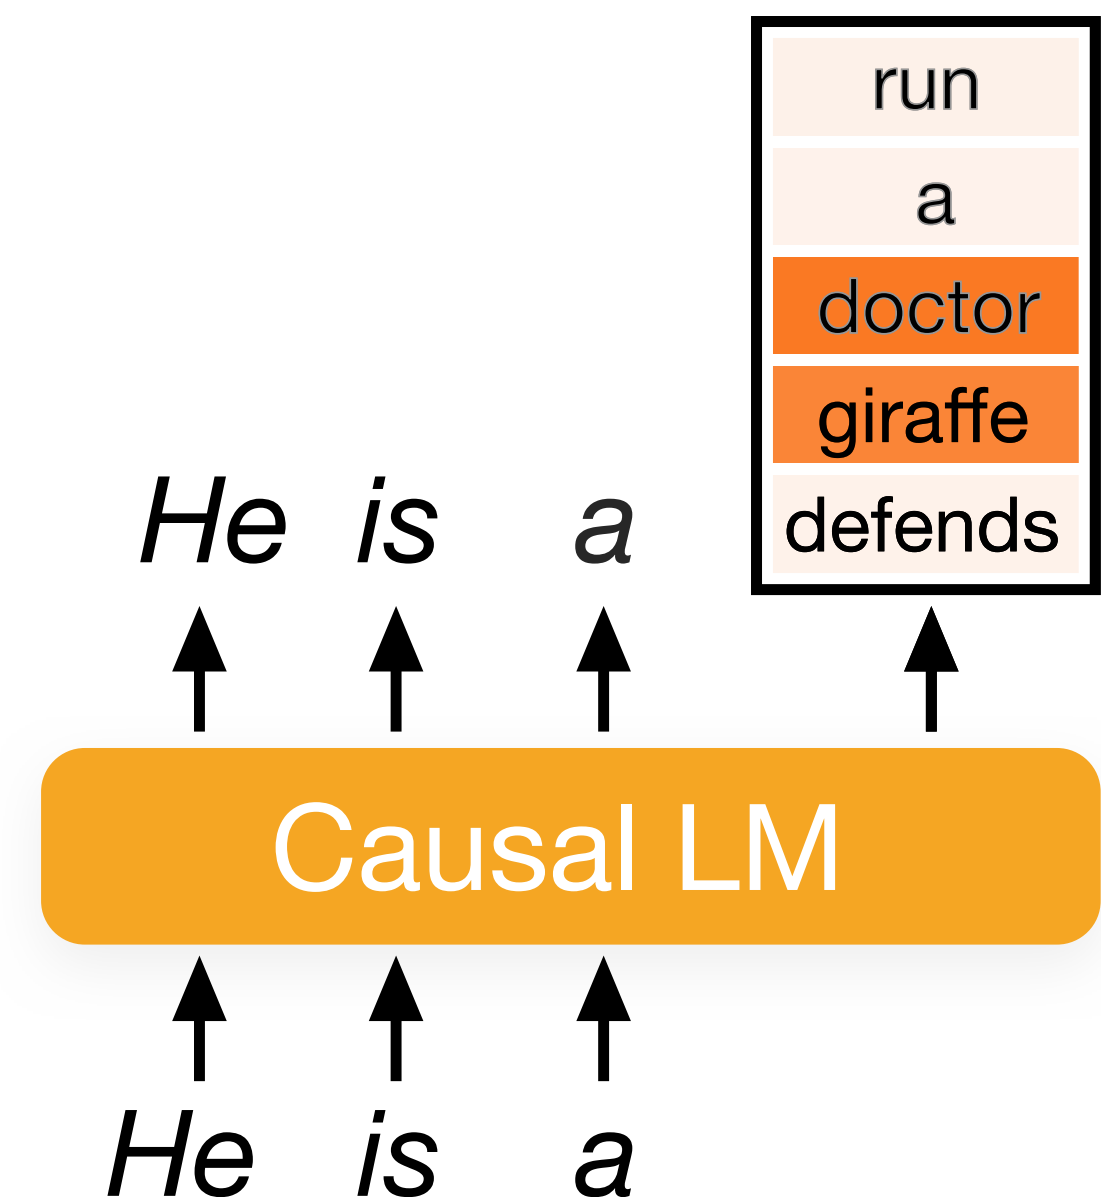 run
a
doctor
giraffe
defends
He is a
Causal LM
He is a